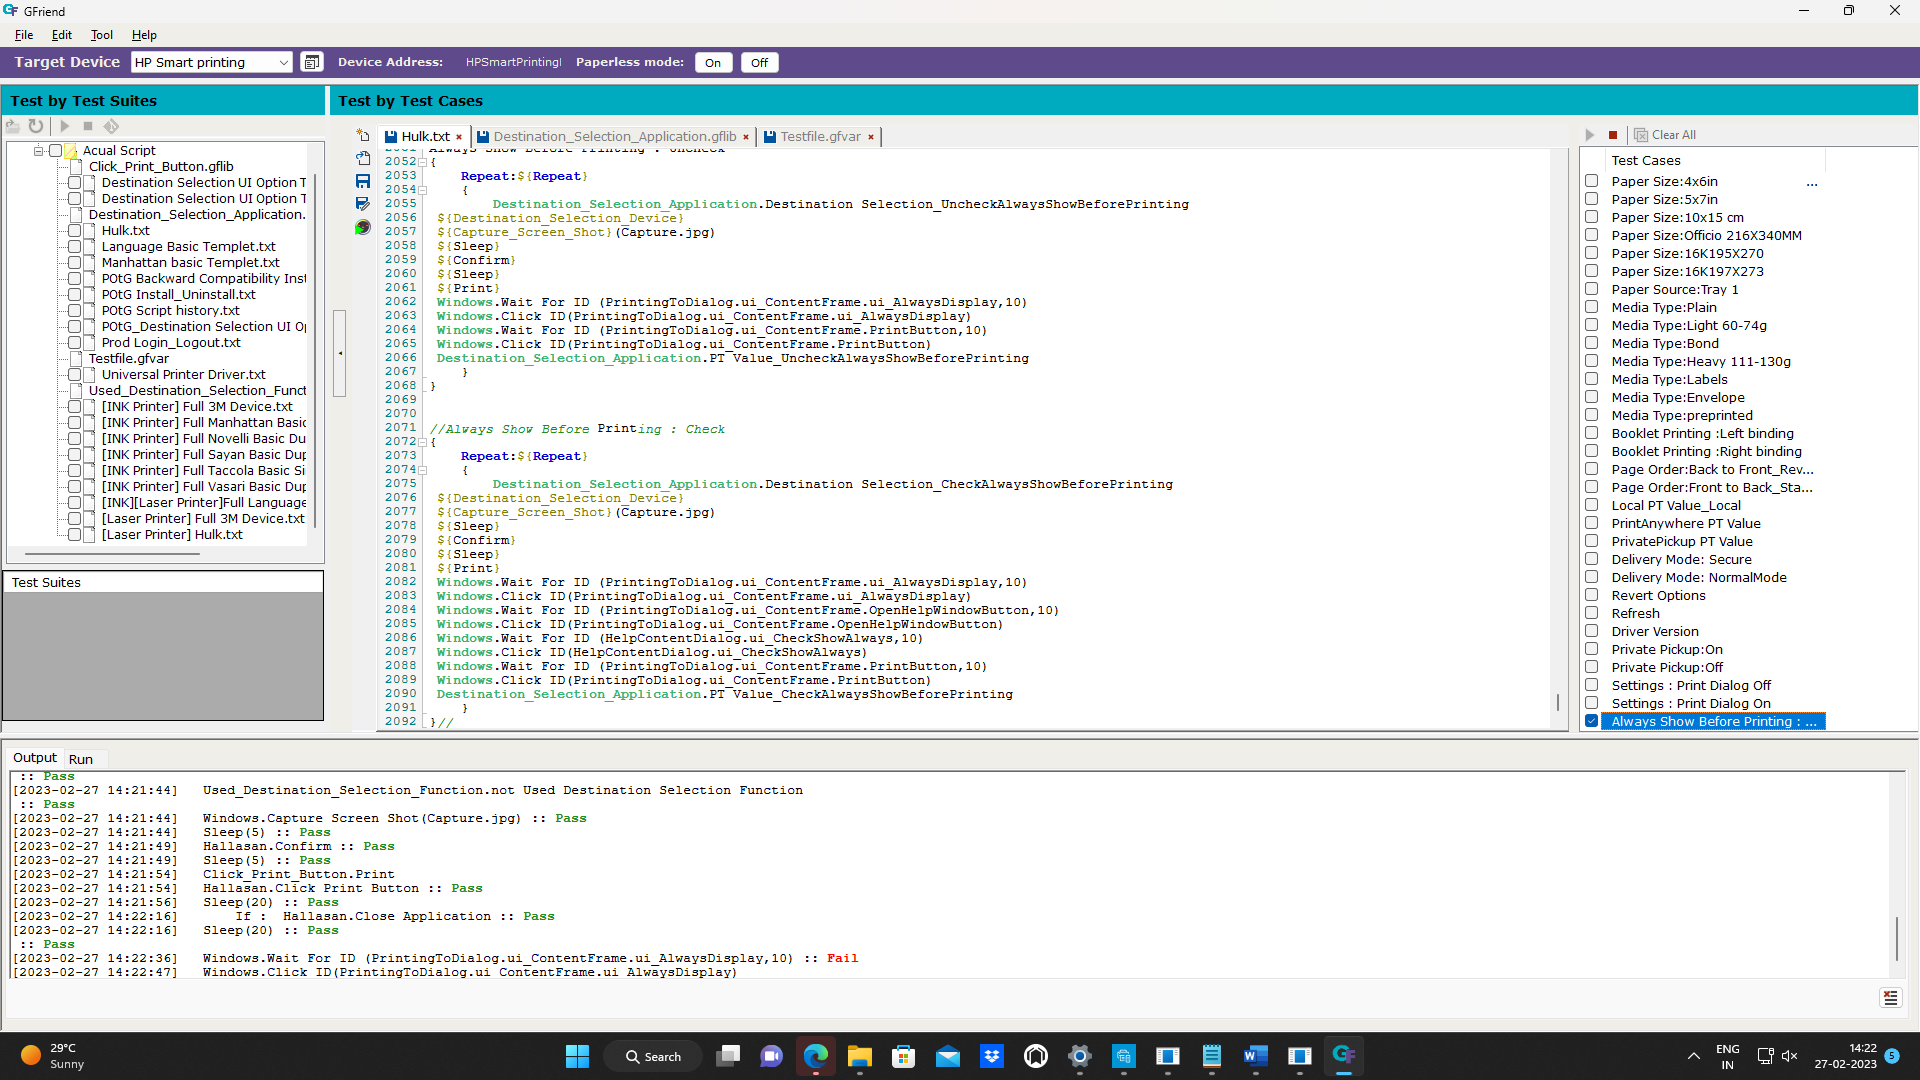 GFriend
File Edit Tool Help
Target Device HP Smart printing Device Address: HPSmartPrintingl Paperless mode: On Off
Test by Test Suites
Acual Script
Click_Print_Button.gflib
Destination Selection UI Option T
Destination Selection UI Option T
Destination_Selection_Application.
Hulk.txt
Language Basic Templet.txt
Manhattan basic Templet.txt
POtG Backward Compatibility Inst
POtG Install_Uninstall.txt
POtG Script history.txt
POtG_Destination Selection UI Op
Prod Login_Logout.txt
Testfile.gfvar
Universal Printer Driver.txt
Used_Destination_Selection_Funct
[INK Printer] Full 3M Device.txt
[INK Printer] Full Manhattan Basic
[INK Printer] Full Novelli Basic Du
[INK Printer] Full Sayan Basic Dup
[INK Printer] Full Taccola Basic Si
[INK Printer] Full Vasari Basic Dup
[INK][Laser Printer]Full Language
[Laser Printer] Full 3M Device.txt
[Laser Printer] Hulk.txt
Test Suites
Test by Test Cases
Hulk.txt × Destination_Selection_Application.gflib × Testfile.gfvar ×
2051 Always Show Before Printing : Uncheck
2052 {
2053 Repeat:${Repeat}
2054 {
2055 Destination_Selection_Application.Destination Selection_UncheckAlwaysShowBeforePrinting
2056 ${Destination_Selection_Device}
2057 ${Capture_Screen_Shot}(Capture.jpg)
2058 ${Sleep}
2059 ${Confirm}
2060 ${Sleep}
2061 ${Print}
2062 Windows.Wait For ID (PrintingToDialog.ui_ContentFrame.ui_AlwaysDisplay,10)
2063 Windows.Click ID(PrintingToDialog.ui_ContentFrame.ui_AlwaysDisplay)
2064 Windows.Wait For ID (PrintingToDialog.ui_ContentFrame.PrintButton,10)
2065 Windows.Click ID(PrintingToDialog.ui_ContentFrame.PrintButton)
2066 Destination_Selection_Application.PT Value_UncheckAlwaysShowBeforePrinting
2067 }
2068 }
2069
2070
2071 //Always Show Before Printing : Check
2072 {
2073 Repeat:${Repeat}
2074 {
2075 Destination_Selection_Application.Destination Selection_CheckAlwaysShowBeforePrinting
2076 ${Destination_Selection_Device}
2077 ${Capture_Screen_Shot}(Capture.jpg)
2078 ${Sleep}
2079 ${Confirm}
2080 ${Sleep}
2081 ${Print}
2082 Windows.Wait For ID (PrintingToDialog.ui_ContentFrame.ui_AlwaysDisplay,10)
2083 Windows.Click ID(PrintingToDialog.ui_ContentFrame.ui_AlwaysDisplay)
2084 Windows.Wait For ID (PrintingToDialog.ui_ContentFrame.OpenHelpWindowButton,10)
2085 Windows.Click ID(PrintingToDialog.ui_ContentFrame.OpenHelpWindowButton)
2086 Windows.Wait For ID (HelpContentDialog.ui_CheckShowAlways,10)
2087 Windows.Click ID(HelpContentDialog.ui_CheckShowAlways)
2088 Windows.Wait For ID (PrintingToDialog.ui_ContentFrame.PrintButton,10)
2089 Windows.Click ID(PrintingToDialog.ui_ContentFrame.PrintButton)
2090 Destination_Selection_Application.PT Value_CheckAlwaysShowBeforePrinting
2091 }
2092 }//
Clear All
Test Cases
Paper Size:4x6in ...
Paper Size:5x7in
Paper Size:10x15 cm
Paper Size:Officio 216X340MM
Paper Size:16K195X270
Paper Size:16K197X273
Paper Source:Tray 1
Media Type:Plain
Media Type:Light 60-74g
Media Type:Bond
Media Type:Heavy 111-130g
Media Type:Labels
Media Type:Envelope
Media Type:preprinted
Booklet Printing :Left binding
Booklet Printing :Right binding
Page Order:Back to Front_Rev...
Page Order:Front to Back_Sta...
Local PT Value_Local
PrintAnywhere PT Value
PrivatePickup PT Value
Delivery Mode: Secure
Delivery Mode: NormalMode
Revert Options
Refresh
Driver Version
Private Pickup:On
Private Pickup:Off
Settings : Print Dialog Off
Settings : Print Dialog On
Always Show Before Printing : ...
Output Run
:: Pass
[2023-02-27 14:21:44] Used_Destination_Selection_Function.not Used Destination Selection Function
:: Pass
[2023-02-27 14:21:44] Windows.Capture Screen Shot(Capture.jpg) :: Pass
[2023-02-27 14:21:44] Sleep(5) :: Pass
[2023-02-27 14:21:49] Hallasan.Confirm :: Pass
[2023-02-27 14:21:49] Sleep(5) :: Pass
[2023-02-27 14:21:54] Click_Print_Button.Print
[2023-02-27 14:21:54] Hallasan.Click Print Button :: Pass
[2023-02-27 14:21:56] Sleep(20) :: Pass
[2023-02-27 14:22:16] If : Hallasan.Close Application :: Pass
[2023-02-27 14:22:16] Sleep(20) :: Pass
:: Pass
[2023-02-27 14:22:36] Windows.Wait For ID (PrintingToDialog.ui_ContentFrame.ui_AlwaysDisplay,10) :: Fail
[2023-02-27 14:22:47] Windows.Click ID(PrintingToDialog.ui ContentFrame.ui AlwaysDisplay)
29°C
Sunny
Search
ENG
IN
14:22
27-02-2023
5